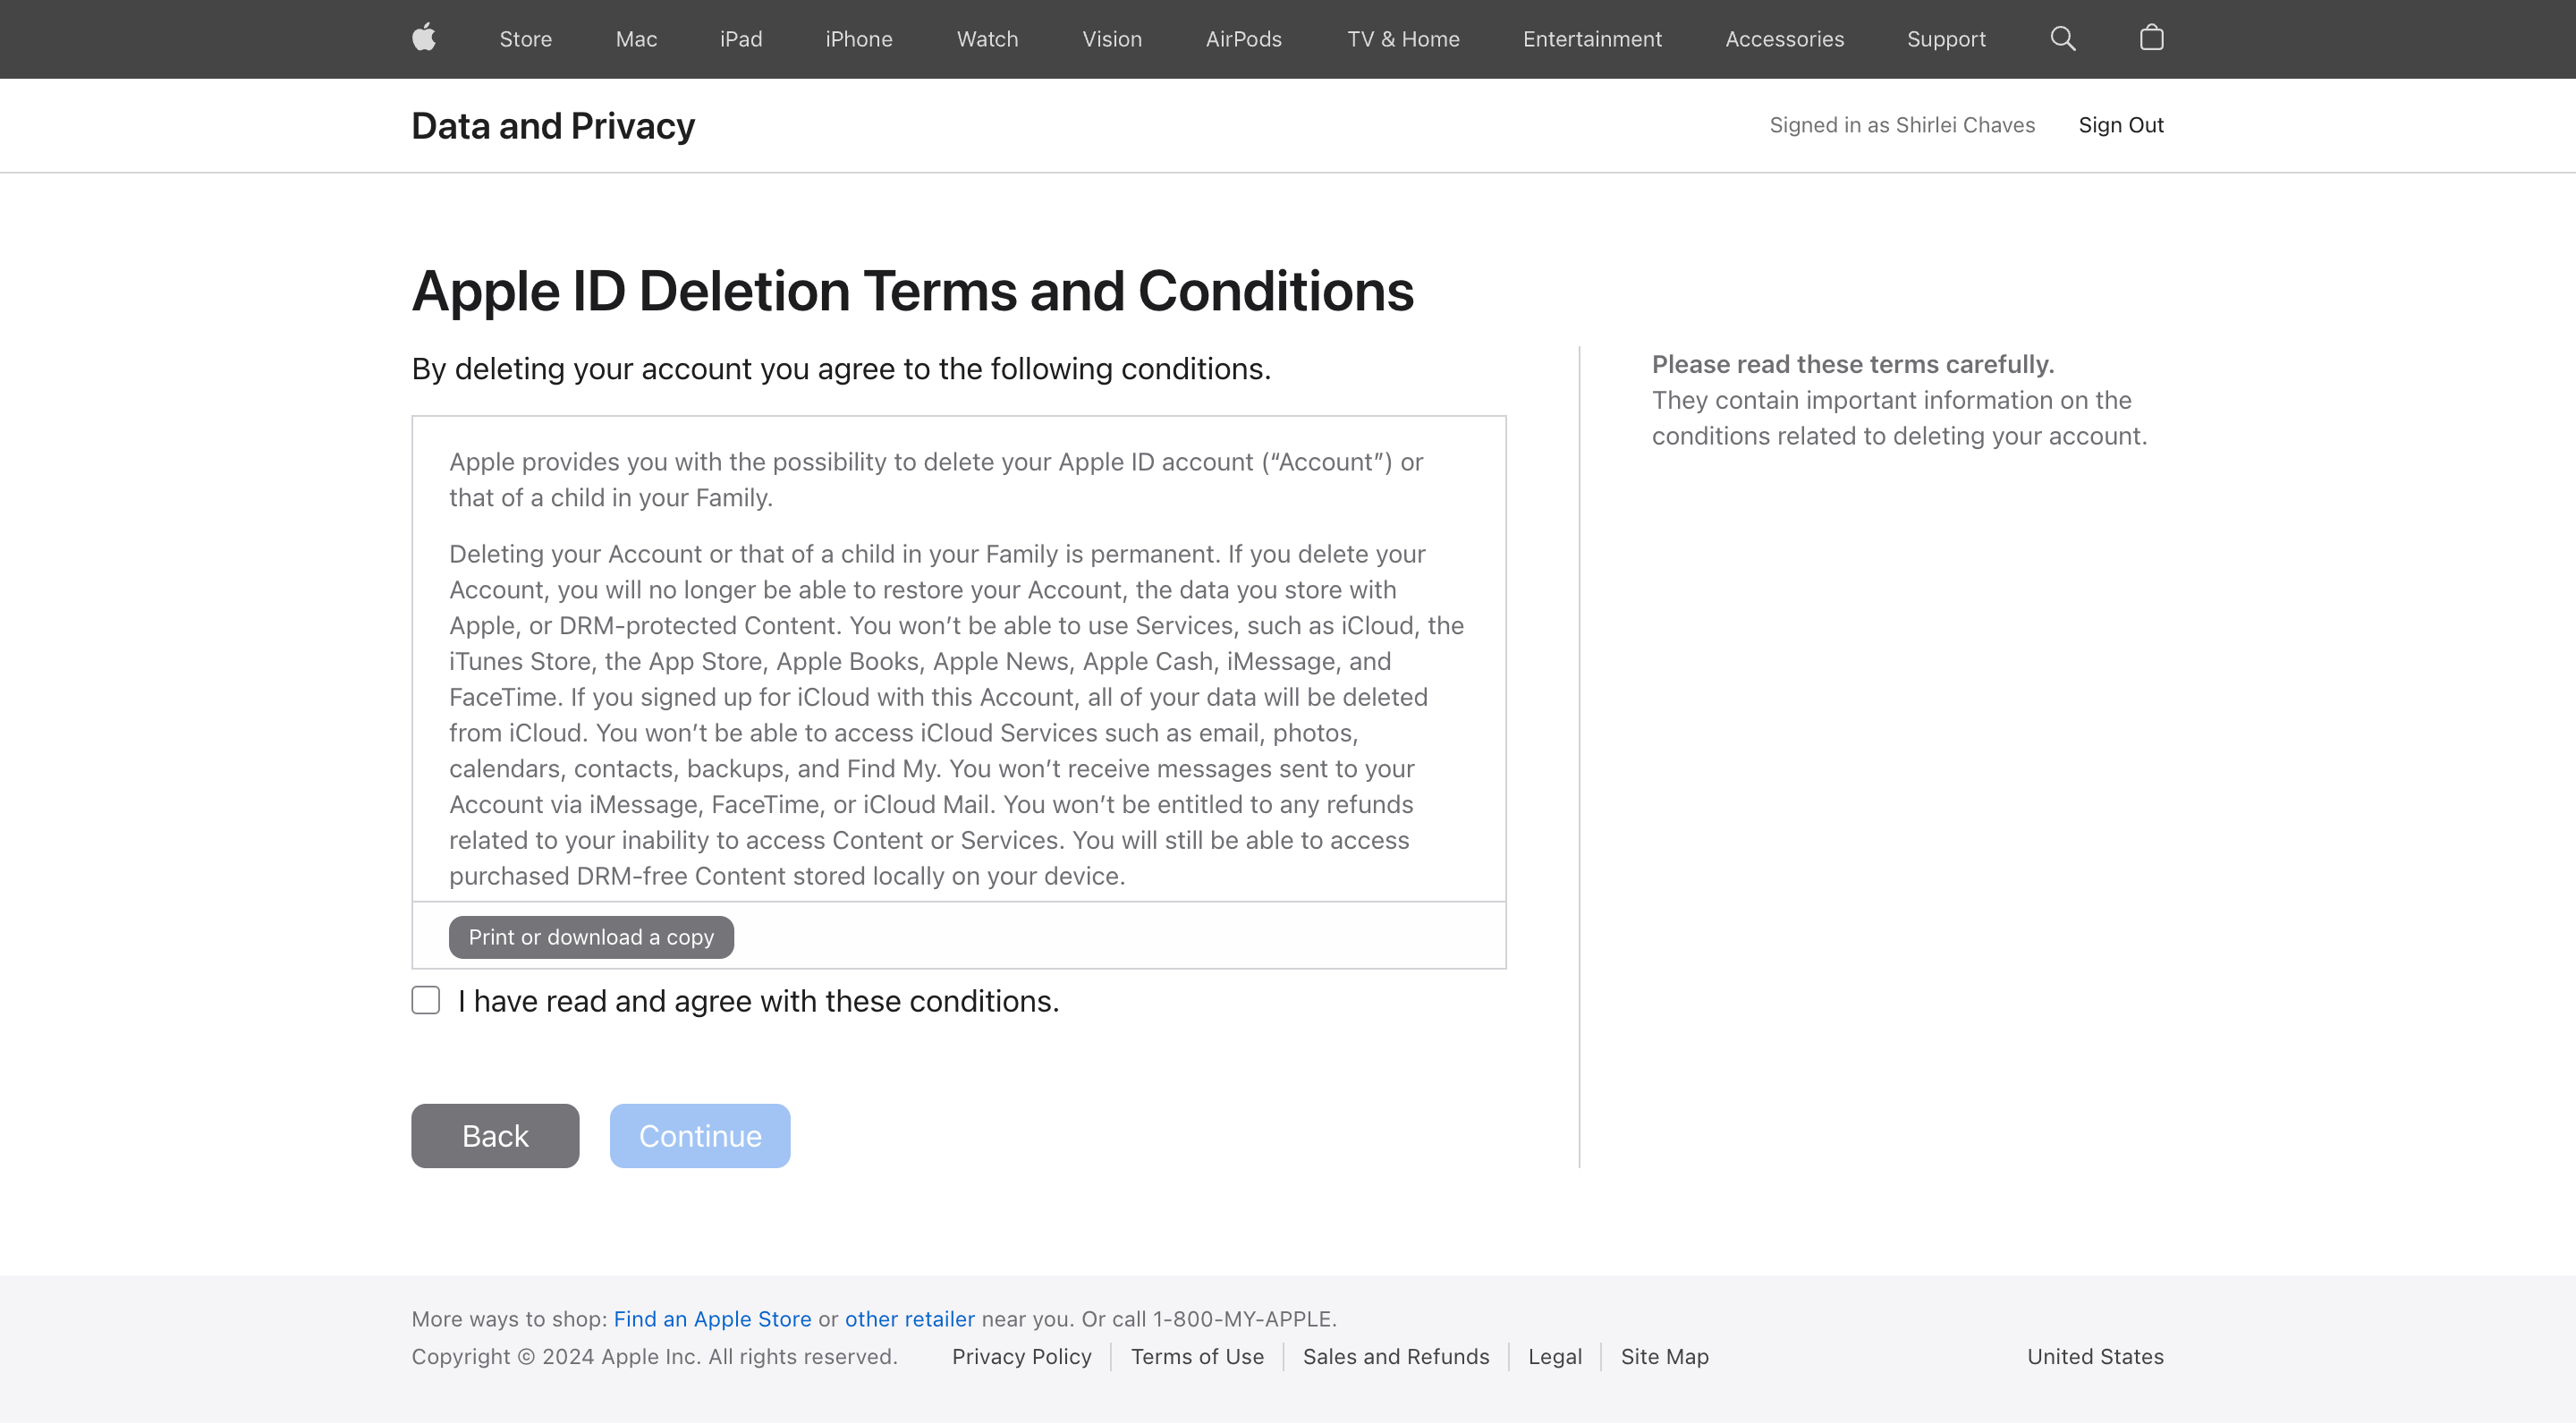 Store Mac iPad iPhone Watch Vision AirPods TV & Home Entertainment Accessories Support
Data and Privacy
Signed in as Shirlei Chaves Sign Out
Apple ID Deletion Terms and Conditions
By deleting your account you agree to the following conditions.
Apple provides you with the possibility to delete your Apple ID account (“Account”) or
that of a child in your Family.
Deleting your Account or that of a child in your Family is permanent. If you delete your
Account, you will no longer be able to restore your Account, the data you store with
Apple, or DRM-protected Content. You won’t be able to use Services, such as iCloud, the
iTunes Store, the App Store, Apple Books, Apple News, Apple Cash, iMessage, and
FaceTime. If you signed up for iCloud with this Account, all of your data will be deleted
from iCloud. You won’t be able to access iCloud Services such as email, photos,
calendars, contacts, backups, and Find My. You won’t receive messages sent to your
Account via iMessage, FaceTime, or iCloud Mail. You won’t be entitled to any refunds
related to your inability to access Content or Services. You will still be able to access
purchased DRM-free Content stored locally on your device.
Print or download a copy
I have read and agree with these conditions.
Back Continue
Please read these terms carefully.
They contain important information on the
conditions related to deleting your account.
More ways to shop: Find an Apple Store or other retailer near you. Or call 1-800-MY-APPLE.
Copyright © 2024 Apple Inc. All rights reserved. Privacy Policy Terms of Use Sales and Refunds Legal Site Map United States